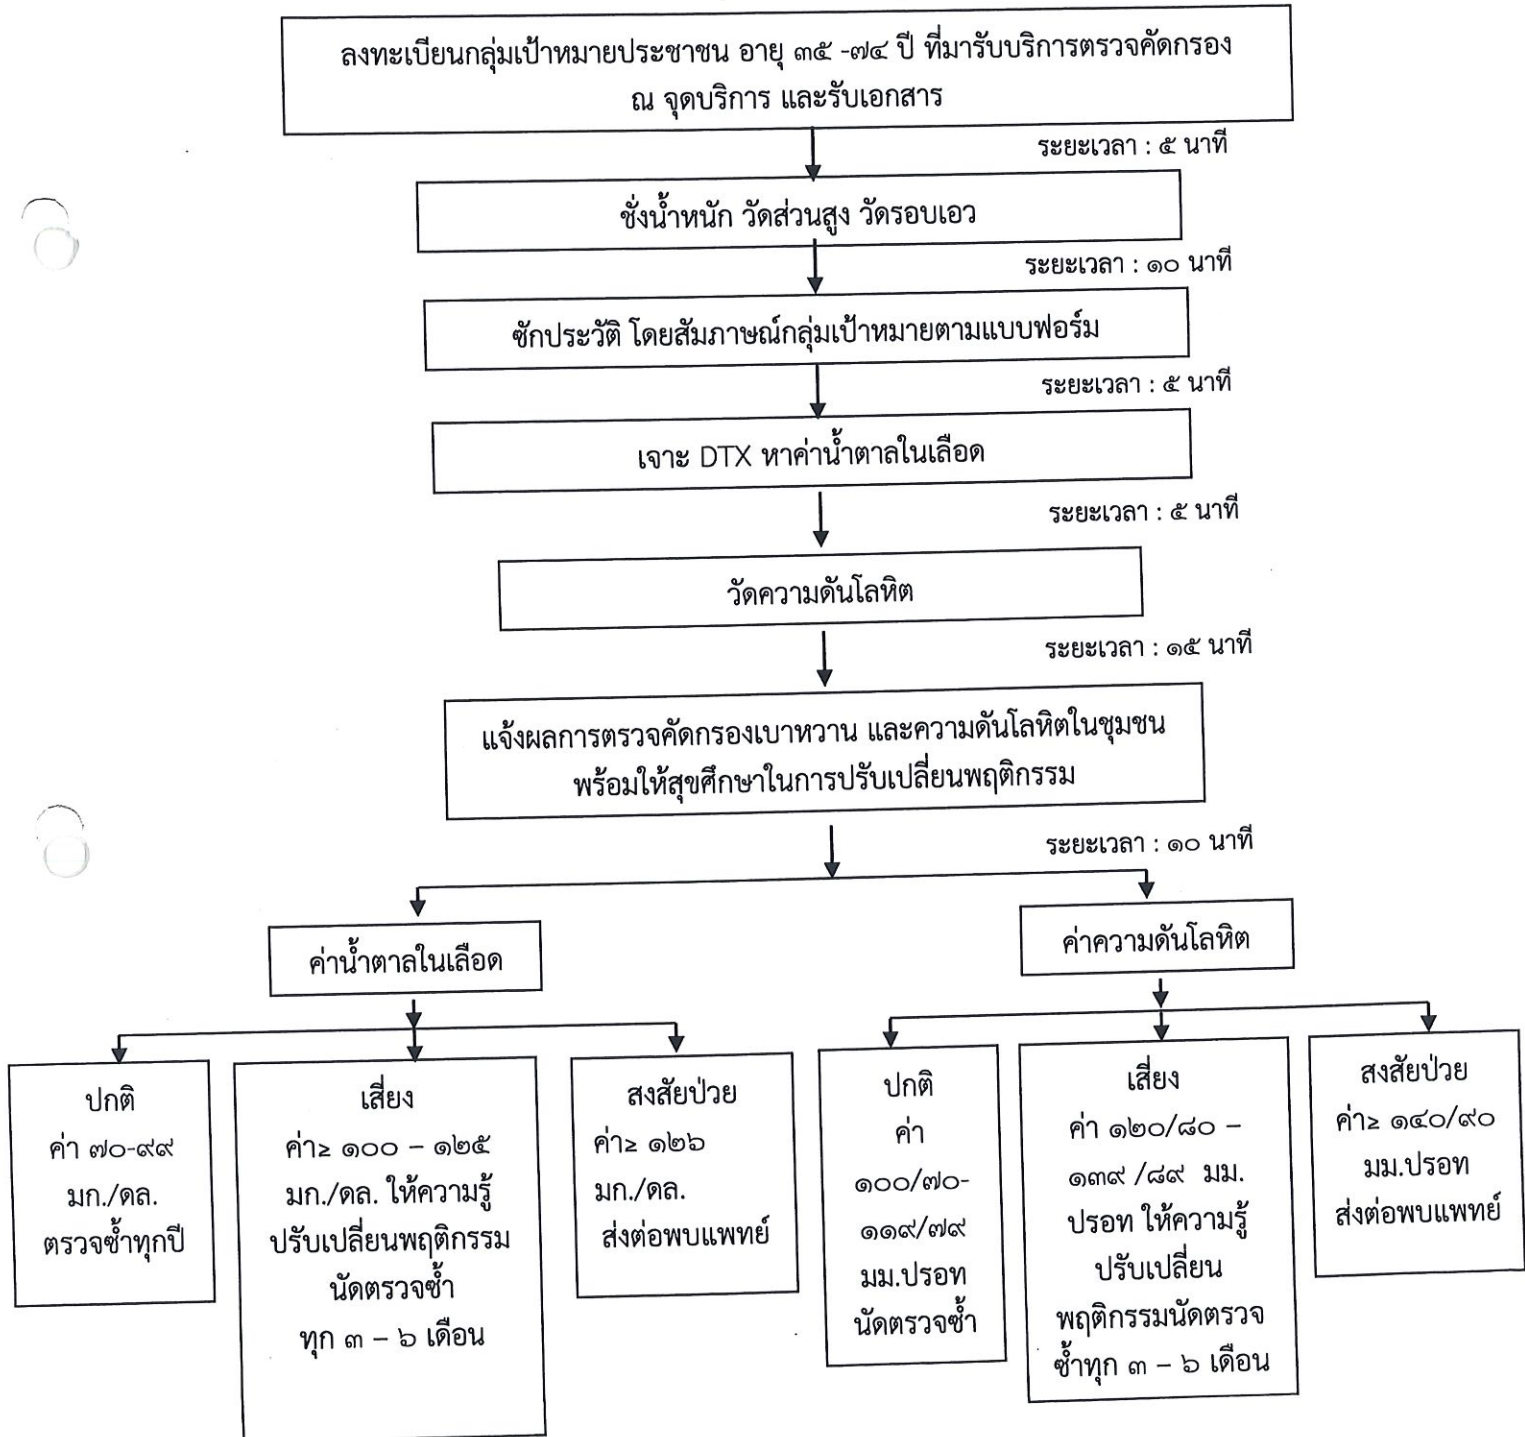 ลงทะเบียนกลุ่มเป้าหมายประชาชน อายุ ๓๕ -๗๔ ปี ที่มารับบริการตรวจคัดกรอง
ณ จุดบริการ และรับเอกสาร
ระยะเวลา : ๕ นาที
ชั่งน้ำหนัก วัดส่วนสูง วัดรอบเอว
ระยะเวลา : ๑๐ นาที
ซักประวัติ โดยสัมภาษณ์กลุ่มเป้าหมายตามแบบฟอร์ม
ระยะเวลา : ๕ นาที
เจาะ DTX หาค่าน้ำตาลในเลือด
ระยะเวลา : ๕ นาที
วัดความดันโลหิต
ระยะเวลา : ๑๕ นาที
แจ้งผลการตรวจคัดกรองเบาหวาน และความดันโลหิตในชุมชน
พร้อมให้สุขศึกษาในการปรับเปลี่ยนพฤติกรรม
ระยะเวลา : ๑๐ นาที
ค่าน้ำตาลในเลือด
ค่าความดันโลหิต
ปกติ
ค่า ๗๐-๙๙
มก./ดล.
ตรวจซ้ำทุกปี
เสี่ยง
ค่า≥ ๑๐๐ – ๑๒๕
มก./ดล. ให้ความรู้
ปรับเปลี่ยนพฤติกรรม
นัดตรวจซ้ำ
ทุก ๓ – ๖ เดือน
สงสัยป่วย
ค่า≥ ๑๒๖
มก./ดล.
ส่งต่อพบแพทย์
ปกติ
ค่า
๑๐๐/๗๐-
๑๑๙/๗๙
มม.ปรอท
นัดตรวจซ้ำ
เสี่ยง
ค่า ๑๒๐/๘๐ –
๑๓๙ /๘๙ มม.
ปรอท ให้ความรู้
ปรับเปลี่ยน
พฤติกรรมนัดตรวจ
ซ้ำทุก ๓ – ๖ เดือน
สงสัยป่วย
ค่า≥ ๑๔๐/๙๐
มม.ปรอท
ส่งต่อพบแพทย์